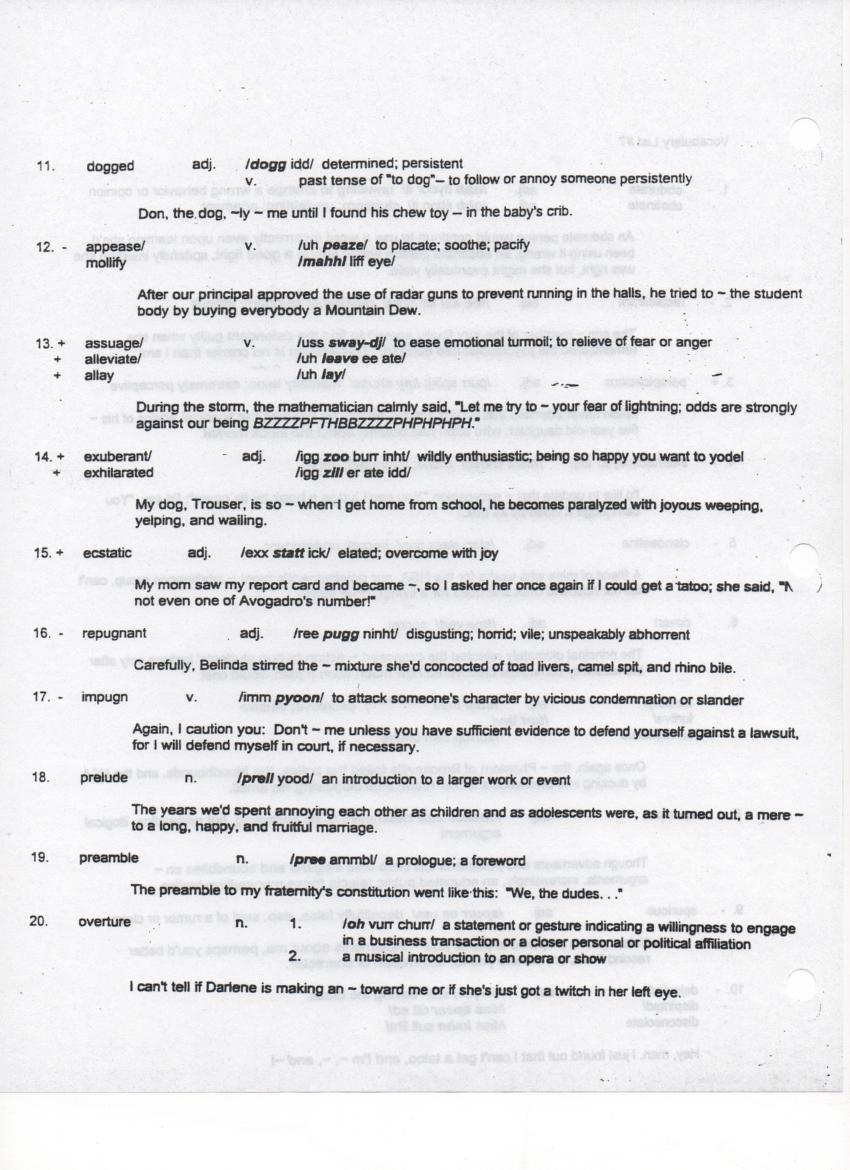 11. dogged adj. /dogg idd/ determined; persistent
v. past tense of "to dog"– to follow or annoy someone persistently
Don, the dog, ~ly ~ me until I found his chew toy – in the baby's crib.
12. - appease/ v. /uh peaze/ to placate; soothe; pacify
mollify /mahhl liff eye/
After our principal approved the use of radar guns to prevent running in the halls, he tried to ~ the student
body by buying everybody a Mountain Dew.
13. + assuage/ v. /uss sway-dj/ to ease emotional turmoil; to relieve of fear or anger
+ alleviate/ /uh leave ee ate/
+ allay /uh lay/
During the storm, the mathematician calmly said, "Let me try to ~ your fear of lightning; odds are strongly
against our being BZZZZPFTHBBZZZZPHPHPHPH."
14. + exuberant/ adj. /igg zoo burr inht/ wildly enthusiastic; being so happy you want to yodel
+ exhilarated /igg zill er ate idd/
My dog, Trouser, is so ~ when I get home from school, he becomes paralyzed with joyous weeping,
yelping, and wailing.
15. + ecstatic adj. /exx statt ick/ elated; overcome with joy
My mom saw my report card and became ~, so I asked her once again if I could get a tatoo; she said, "
not even one of Avogadro's number!"
16. - repugnant adj. /ree pugg ninht/ disgusting; horrid; vile; unspeakably abhorrent
Carefully, Belinda stirred the ~ mixture she'd concocted of toad livers, camel spit, and rhino bile.
17. - impugn v. /imm pyoon/ to attack someone's character by vicious condemnation or slander
Again, I caution you: Don't ~ me unless you have sufficient evidence to defend yourself against a lawsuit,
for I will defend myself in court, if necessary.
18. prelude n. /prell yood/ an introduction to a larger work or event
The years we'd spent annoying each other as children and as adolescents were, as it turned out, a mere ~
to a long, happy, and fruitful marriage.
19. preamble n. /pree ammbl/ a prologue; a foreword
The preamble to my fraternity's constitution went like this: "We, the dudes. . ."
20. overture n. 1. /oh vurr churr/ a statement or gesture indicating a willingness to engage
in a business transaction or a closer personal or political affiliation
2. a musical introduction to an opera or show
I can't tell if Darlene is making an ~ toward me or if she's just got a twitch in her left eye.